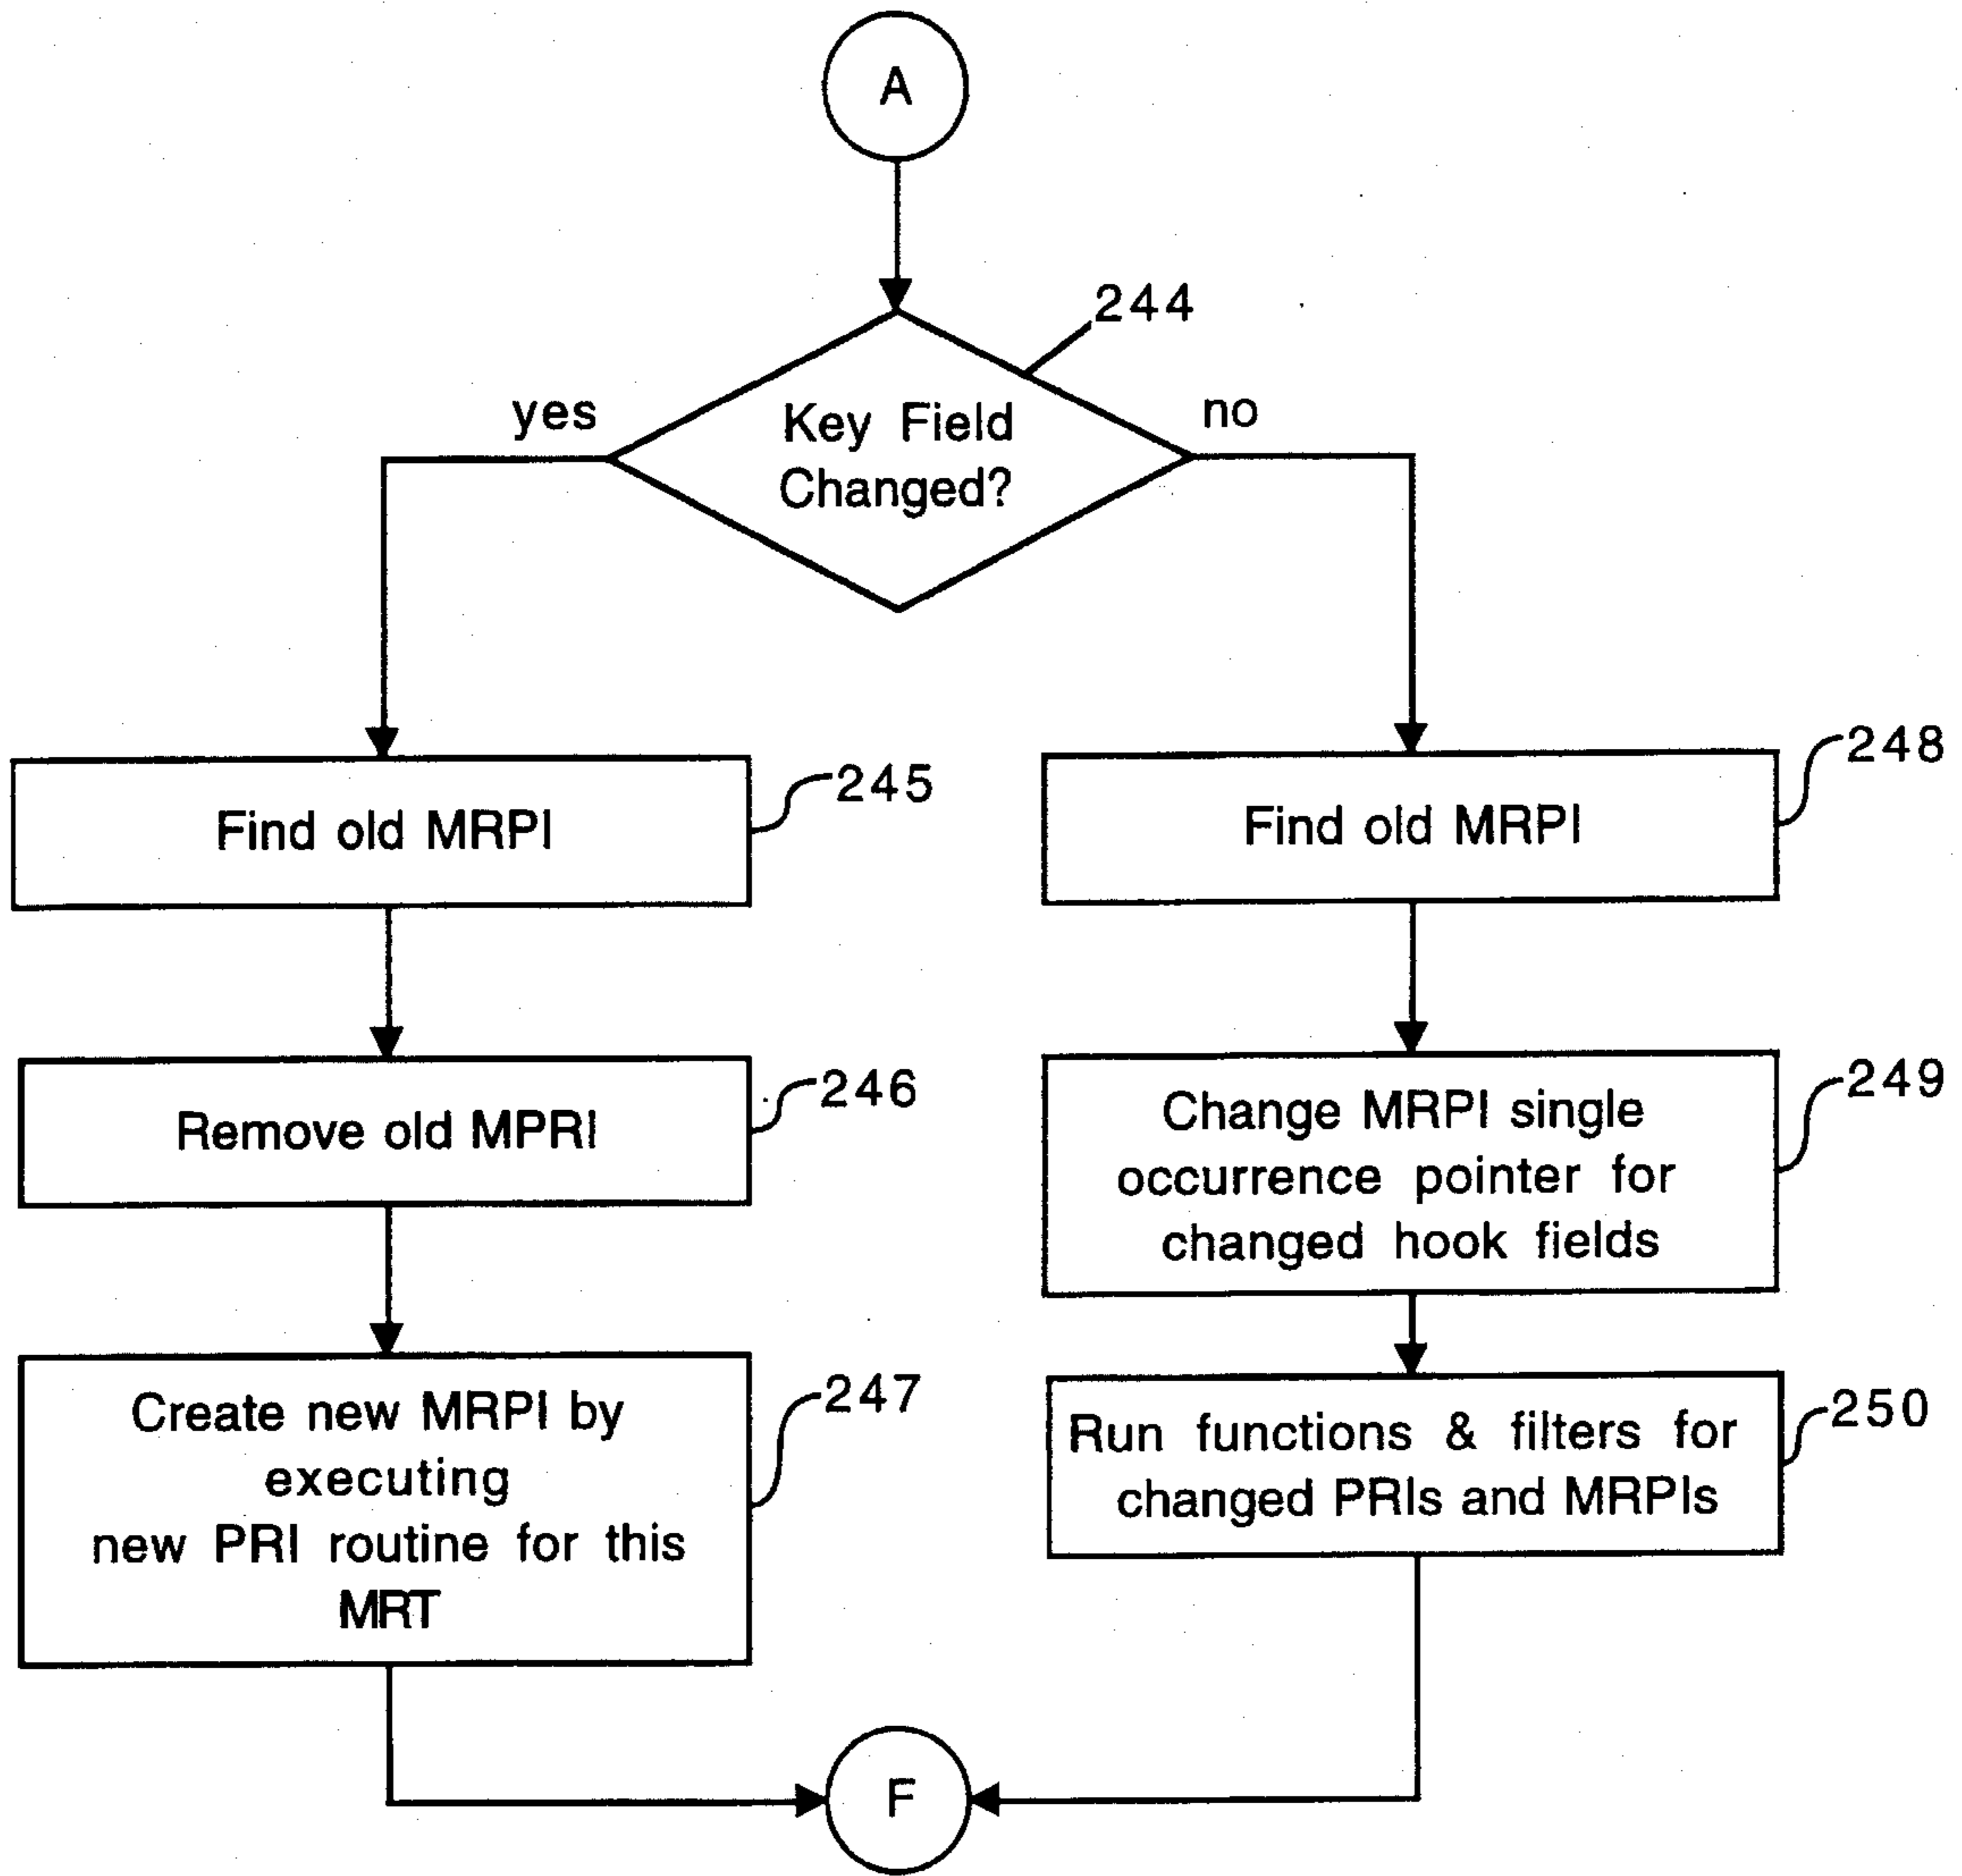 A
244
yes
no
Key Field
Changed?
245
Find old MRPI
248
Find old MRPI
246
Remove old MPRI
249
Change MRPI single
occurrence pointer for
changed hook fields
247
Create new MRPI by
executing
new PRI routine for this
MRT
250
Run functions & filters for
changed PRIs and MRPIs
F